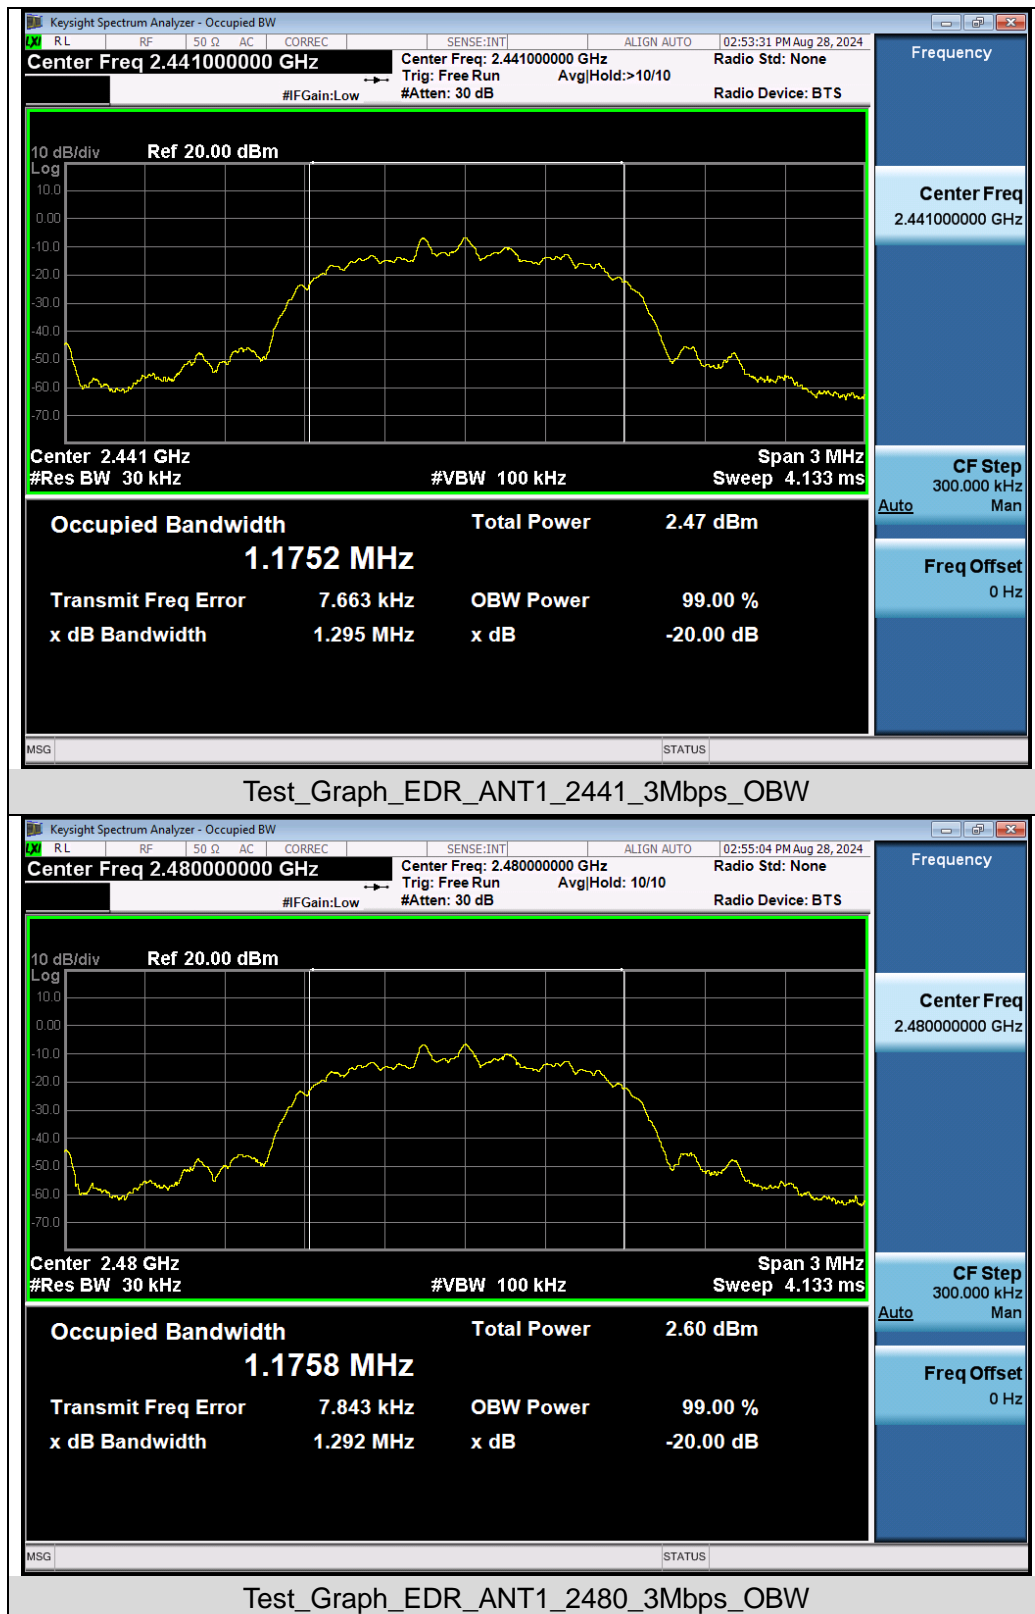 Keysight Spectrum Analyzer - Occupied BW
LXI RL RF 50 Ω AC CORREC SENSE:INT ALIGN AUTO 02:53:31 PM Aug 28, 2024
Center Freq 2.441000000 GHz Center Freq: 2.441000000 GHz Radio Std: None
Trig: Free Run Avg|Hold:>10/10
#IFGain:Low #Atten: 30 dB Radio Device: BTS
Frequency
10 dB/div Ref 20.00 dBm
Log
10.0
0.00
-10.0
-20.0
-30.0
-40.0
-50.0
-60.0
-70.0
Center 2.441 GHz Span 3 MHz
#Res BW 30 kHz #VBW 100 kHz Sweep 4.133 ms
Center Freq
2.441000000 GHz
CF Step
300.000 kHz
Auto Man
Freq Offset
0 Hz
Occupied Bandwidth Total Power 2.47 dBm
1.1752 MHz
Transmit Freq Error 7.663 kHz OBW Power 99.00 %
x dB Bandwidth 1.295 MHz x dB -20.00 dB
MSG STATUS
Test_Graph_EDR_ANT1_2441_3Mbps_OBW
Keysight Spectrum Analyzer - Occupied BW
LXI RL RF 50 Ω AC CORREC SENSE:INT ALIGN AUTO 02:55:04 PM Aug 28, 2024
Center Freq 2.480000000 GHz Center Freq: 2.480000000 GHz Radio Std: None
Trig: Free Run Avg|Hold: 10/10
#IFGain:Low #Atten: 30 dB Radio Device: BTS
Frequency
10 dB/div Ref 20.00 dBm
Log
10.0
0.00
-10.0
-20.0
-30.0
-40.0
-50.0
-60.0
-70.0
Center 2.48 GHz Span 3 MHz
#Res BW 30 kHz #VBW 100 kHz Sweep 4.133 ms
Center Freq
2.480000000 GHz
CF Step
300.000 kHz
Auto Man
Freq Offset
0 Hz
Occupied Bandwidth Total Power 2.60 dBm
1.1758 MHz
Transmit Freq Error 7.843 kHz OBW Power 99.00 %
x dB Bandwidth 1.292 MHz x dB -20.00 dB
MSG STATUS
Test_Graph_EDR_ANT1_2480_3Mbps_OBW